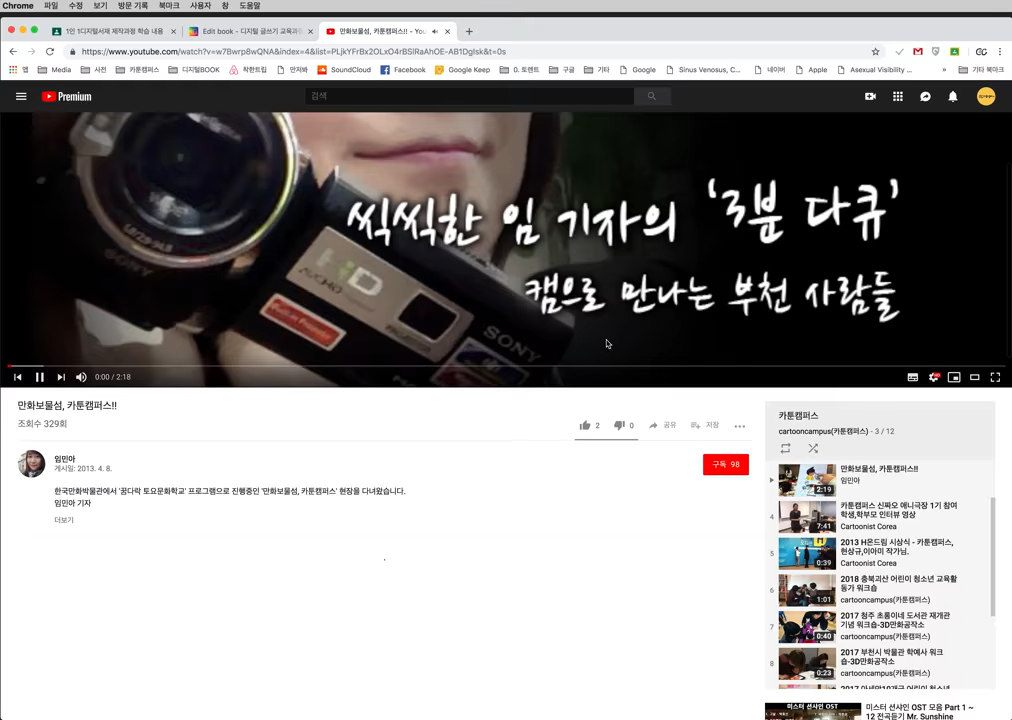 Chrome 파일 수정 보기 방문 기록 북마크 사용자 창 도움말
1인 1디지털서재 제작과정 학습 내용
Edit book - 디지털 글쓰기 교육과정
만화보물섬, 카툰캠퍼스!! - You
https://www.youtube.com/watch?v=w7Bwrp8wQNA&index=4&list=PLjkYFrBx2OLxO4rBSlRaAhOE-AB1Dglsk&t=0s
앱 Media 사전 카툰캠퍼스 디지털BOOK 착한트립 만져봐 SoundCloud Facebook Google Keep 0. 토렌트 구글 기타 Google Sinus Venosus, C... 네이버 Apple Asexual Visibility ... » 기타 북마크
Premium
검색
씩씩한 임 기자의 '3분 다큐'
캠으로 만나는 부천 사람들
HD
SONY
SONY
0:00 / 2:18
만화보물섬, 카툰캠퍼스!!
조회수 329회
2 0 공유 저장
임민아
게시일: 2013. 4. 8.
구독 98
한국만화박물관에서 '꿈다락 토요문화학교' 프로그램으로 진행중인 '만화보물섬, 카툰캠퍼스' 현장을 다녀왔습니다.
임민아 기자
더보기
카툰캠퍼스
cartooncampus(카툰캠퍼스) - 3 / 12
만화보물섬, 카툰캠퍼스!!
임민아
2:19
4
카툰캠퍼스 신짜오 애니극장 1기 참여
학생,학부모 인터뷰 영상
Cartoonist Corea
7:41
5
2013 H온드림 시상식 - 카툰캠퍼스,
현상규,이아미 작가님.
Cartoonist Corea
0:39
6
2018 충북괴산 어린이 청소년 교육활
동가 워크숍
cartooncampus(카툰캠퍼스)
1:01
7
2017 청주 초롱이네 도서관 재개관
기념 워크숍-3D만화공작소
cartooncampus(카툰캠퍼스)
0:40
8
2017 부천시 박물관 학예사 워크
숍-3D만화공작소
cartooncampus(카툰캠퍼스)
0:23
미스터 션샤인 OST
미스터 션샤인 OST 모음 Part 1 ~
12 전곡듣기 Mr. Sunshine